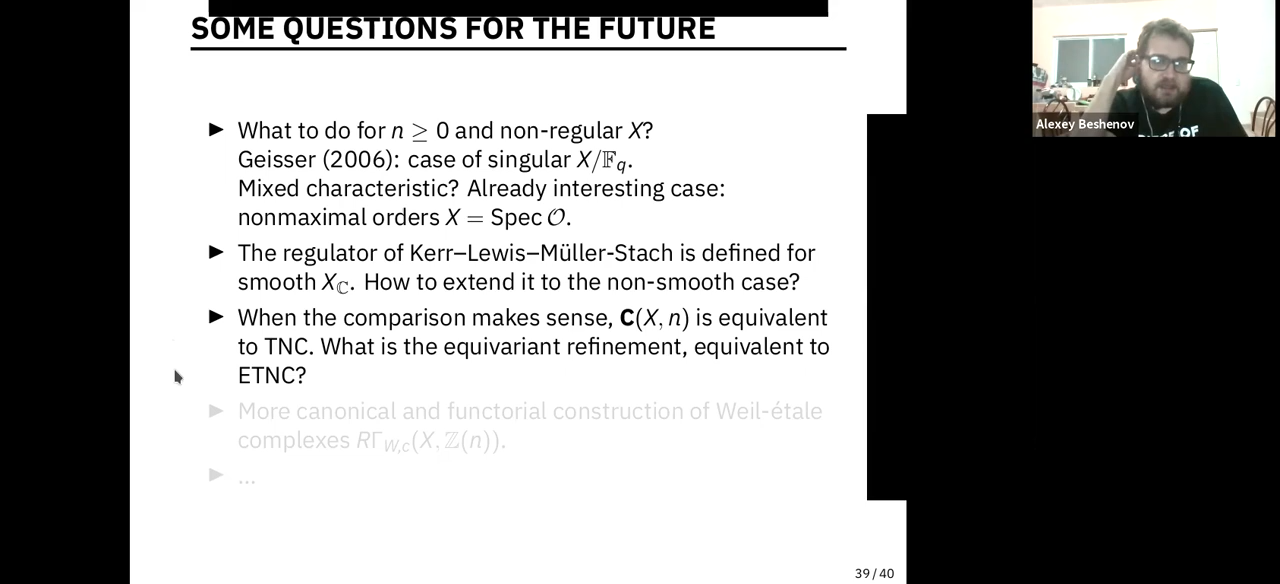 SOME QUESTIONS FOR THE FUTURE
▶ What to do for n ≥ 0 and non-regular X?
Geisser (2006): case of singular X/𝔽_q.
Mixed characteristic? Already interesting case:
nonmaximal orders X = Spec 𝒪.
▶ The regulator of Kerr–Lewis–Müller-Stach is defined for
smooth X_ℂ. How to extend it to the non-smooth case?
▶ When the comparison makes sense, C(X, n) is equivalent
to TNC. What is the equivariant refinement, equivalent to
ETNC?
▶ More canonical and functorial construction of Weil-étale
complexes RΓ_{W,c}(X, ℤ(n)).
▶ ...
39 / 40
Alexey Beshenov
OF